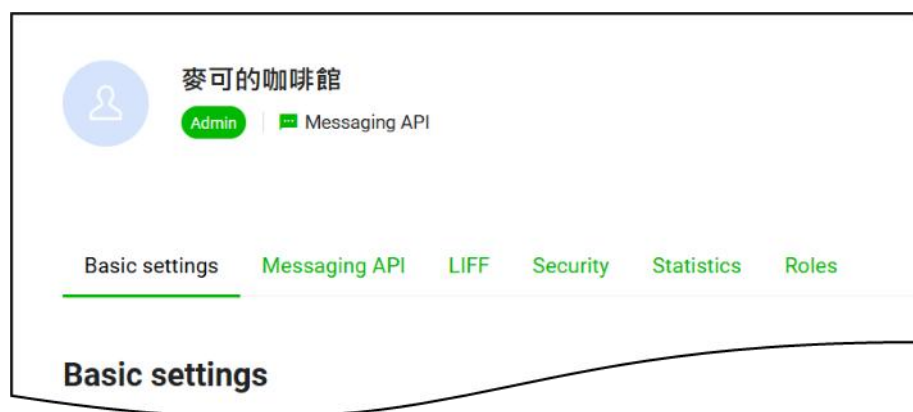 麥可的咖啡館
Admin Messaging API
Basic settings Messaging API LIFF Security Statistics Roles
Basic settings